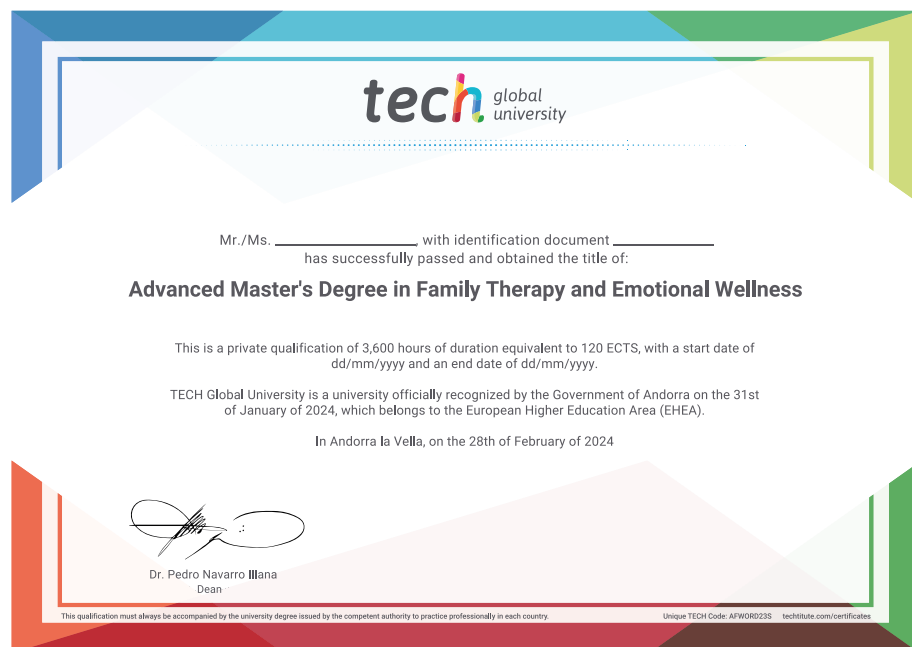 tech global
university
Mr./Ms. ____________, with identification document ____________
has successfully passed and obtained the title of:
Advanced Master's Degree in Family Therapy and Emotional Wellness
This is a private qualification of 3,600 hours of duration equivalent to 120 ECTS, with a start date of
dd/mm/yyyy and an end date of dd/mm/yyyy.
TECH Global University is a university officially recognized by the Government of Andorra on the 31st
of January of 2024, which belongs to the European Higher Education Area (EHEA).
In Andorra la Vella, on the 28th of February of 2024
Dr. Pedro Navarro Illana
Dean
This qualification must always be accompanied by the university degree issued by the competent authority to practice professionally in each country.
Unique TECH Code: AFWORD23S techtitute.com/certificates